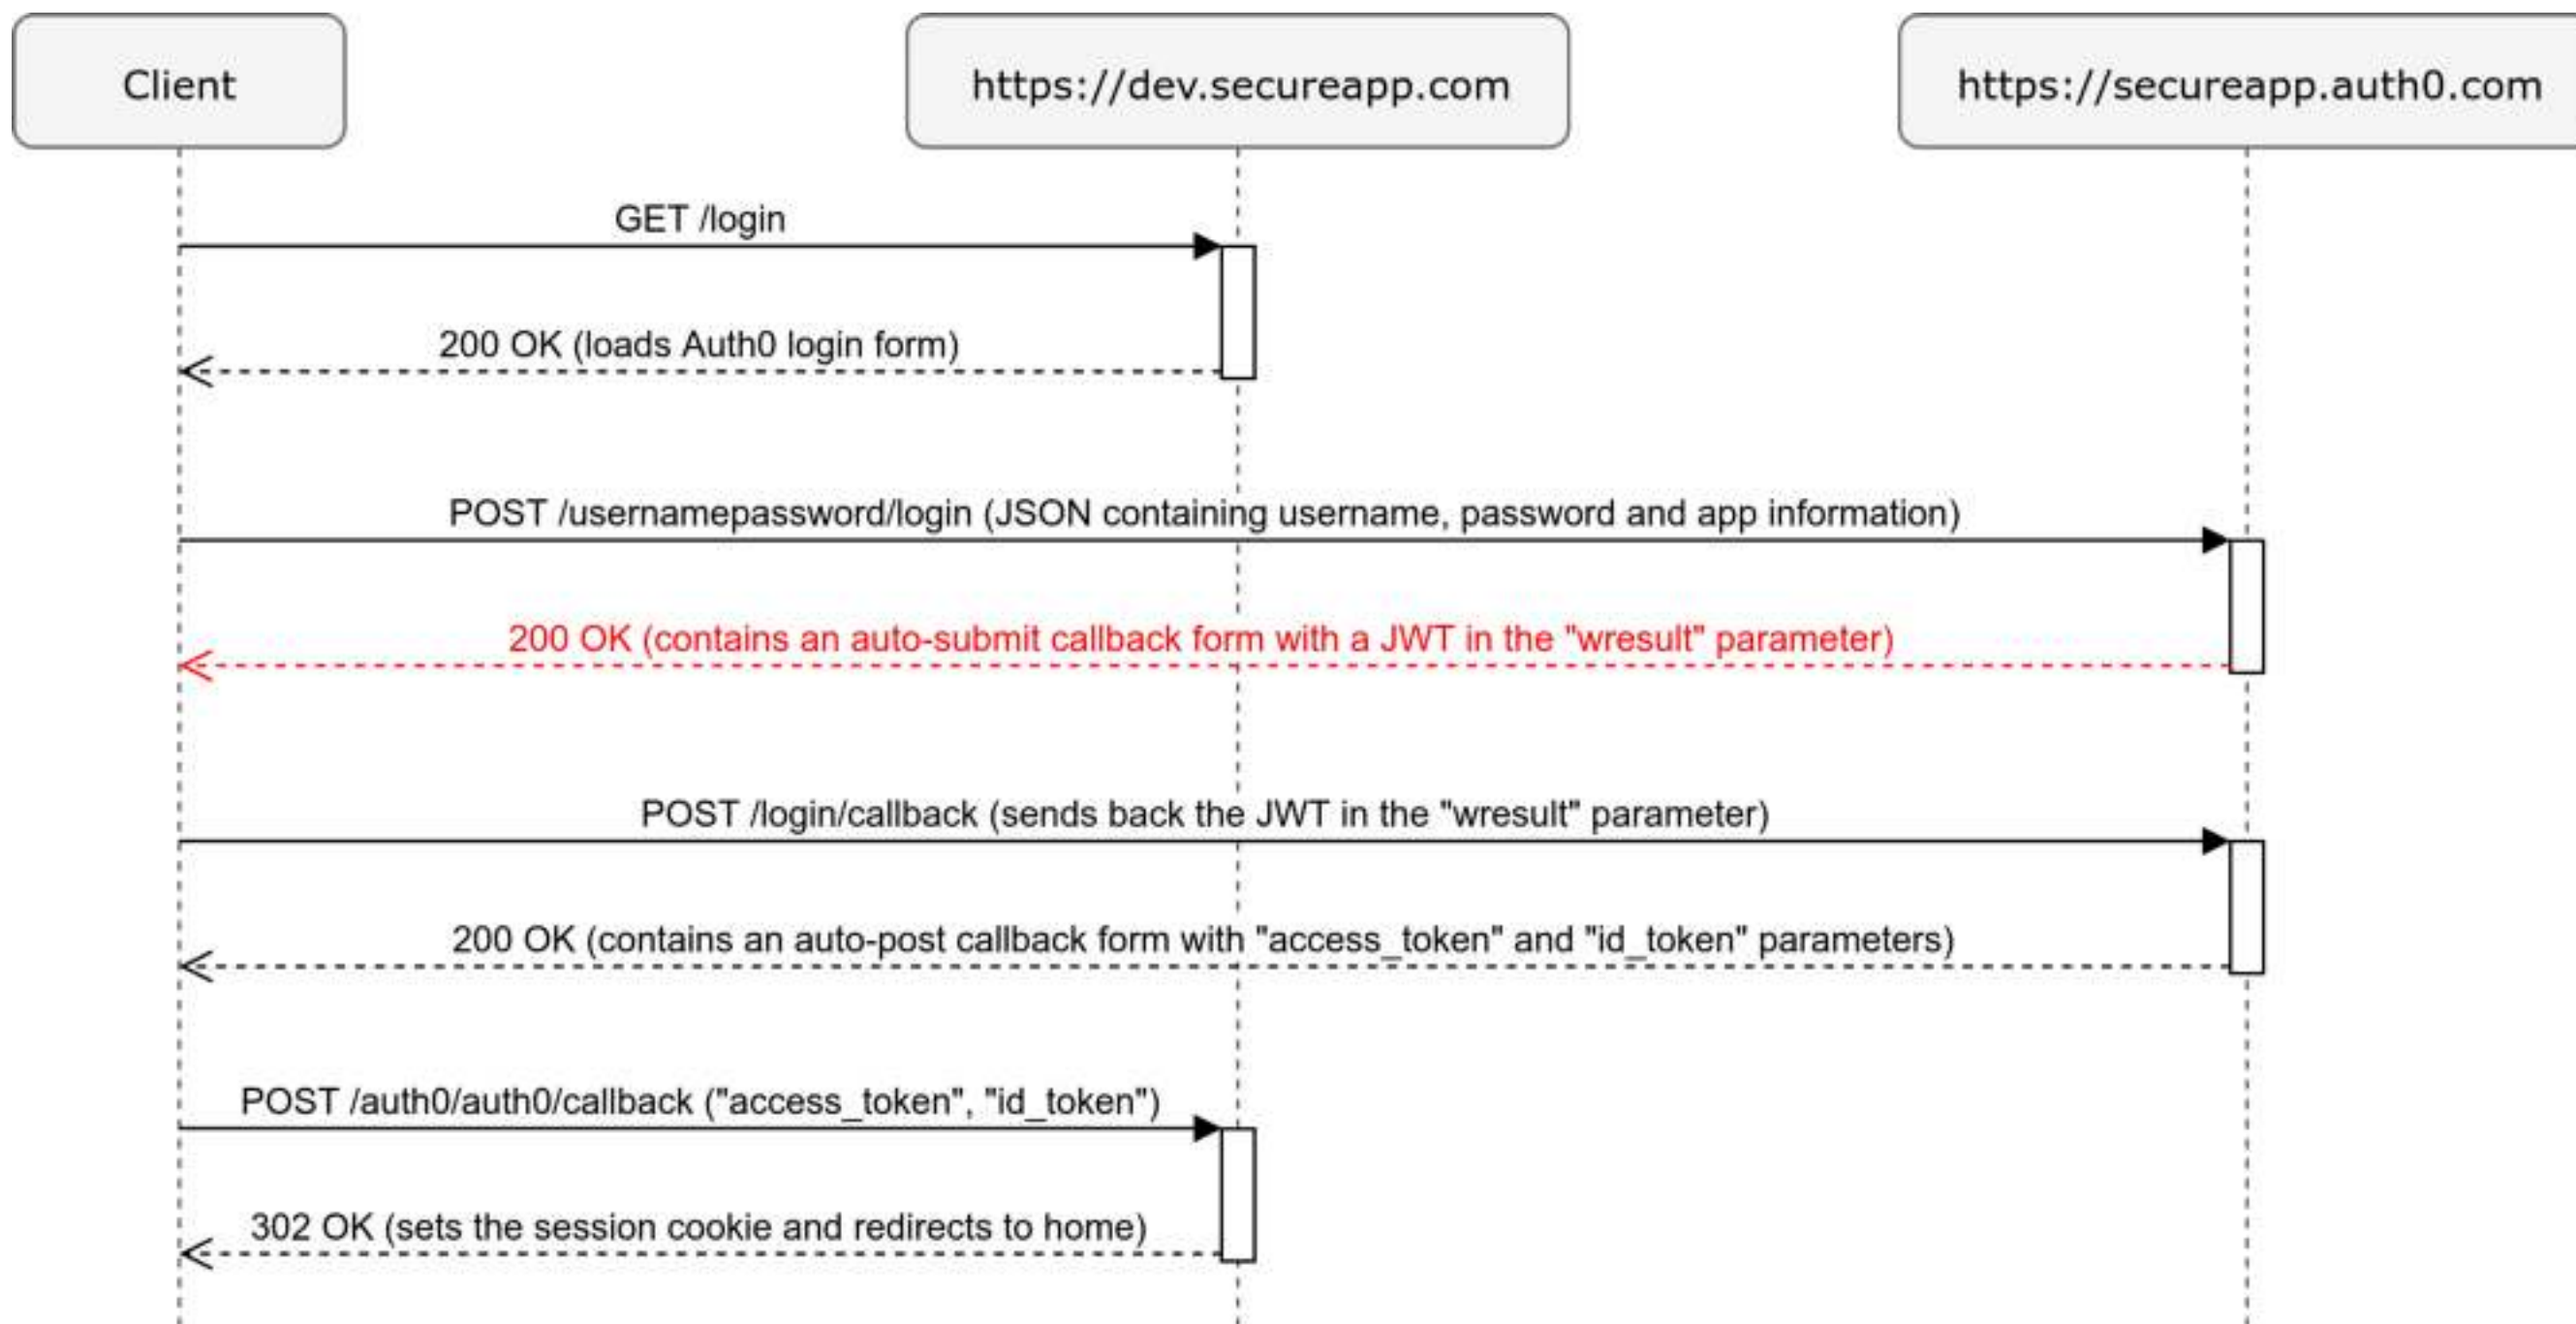 Client
https://dev.secureapp.com
https://secureapp.auth0.com
GET /login
200 OK (loads Auth0 login form)
POST /usernamepassword/login (JSON containing username, password and app information)
200 OK (contains an auto-submit callback form with a JWT in the "wresult" parameter)
POST /login/callback (sends back the JWT in the "wresult" parameter)
200 OK (contains an auto-post callback form with "access_token" and "id_token" parameters)
POST /auth0/auth0/callback ("access_token", "id_token")
302 OK (sets the session cookie and redirects to home)